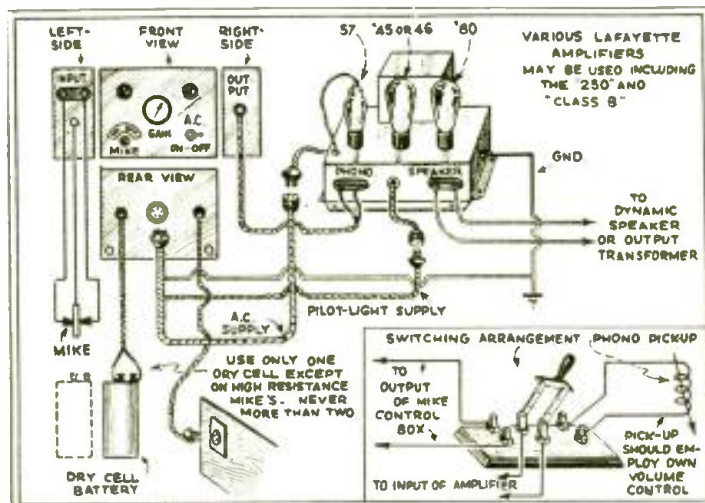 LEFT-
SIDE
FRONT
VIEW
RIGHT-
SIDE
57
'45 OR 46
'80
VARIOUS LAFAYETTE
AMPLIFIERS
MAY BE USED INCLUDING
THE "250" AND
"CLASS B"
INPUT
OUT
PUT
GAIN
A.C.
MIKE
ON-OFF
GND
REAR VIEW
PHONO
SPEAKER
TO
DYNAMIC
SPEAKER
OR OUTPUT
TRANSFORMER
PILOT-LIGHT SUPPLY
A.C.
SUPPLY
MIKE
USE ONLY ONE
DRY CELL EXCEPT
ON HIGH RESISTANCE
MIKE'S - NEVER
MORE THAN TWO
DRY CELL
BATTERY
SWITCHING ARRANGEMENT
PHONO PICKUP
TO
OUTPUT
OF MIKE
CONTROL
BOX
PICK-UP
SHOULD EM-
PLOY OWN
VOLUME
CONTROL
TO INPUT OF AMPLIFIER